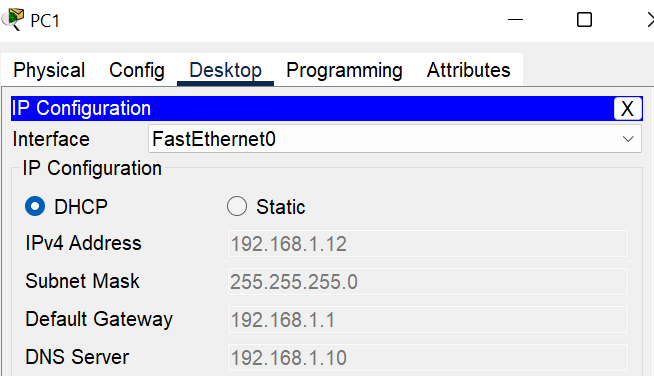 PC1
Physical Config Desktop Programming Attributes
IP Configuration X
Interface FastEthernet0
IP Configuration
DHCP Static
IPv4 Address 192.168.1.12
Subnet Mask 255.255.255.0
Default Gateway 192.168.1.1
DNS Server 192.168.1.10